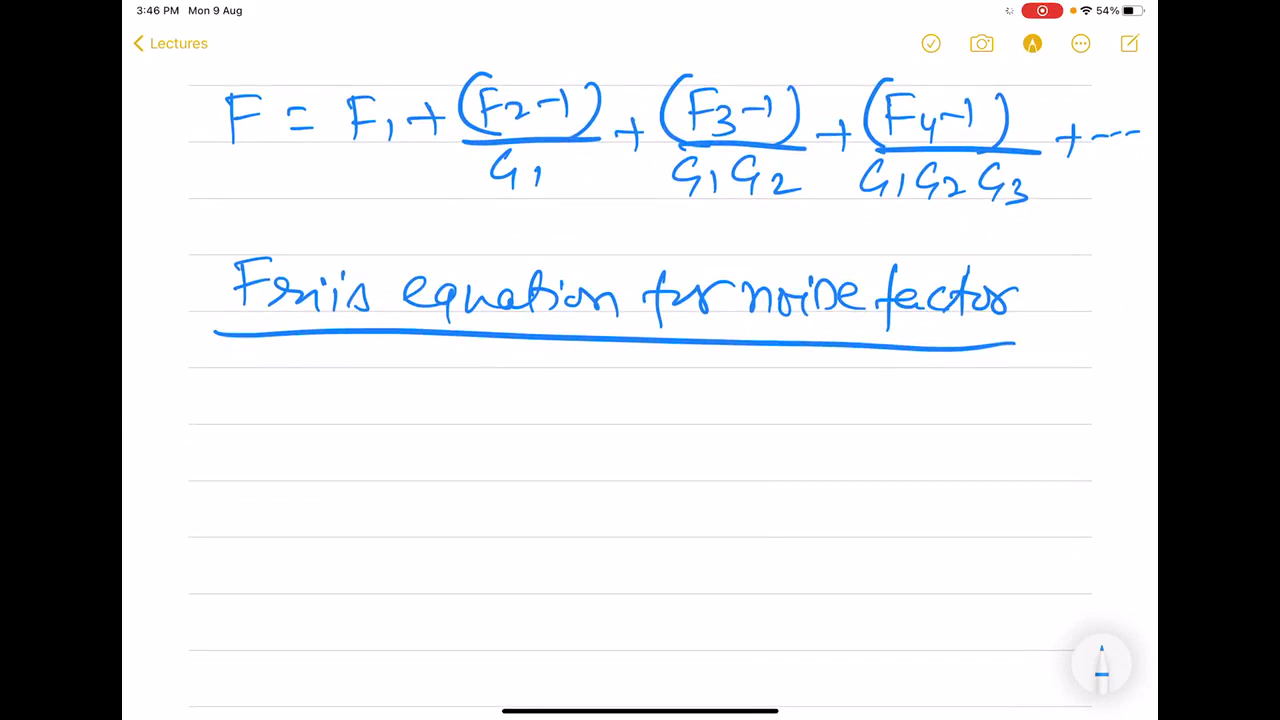 3:46 PM Mon 9 Aug 54%
Lectures
F = F₁ + (F2-1)/G1 + (F3-1)/G1G2 + (F4-1)/G1G2G3 + ---
Friis equation for noise factor